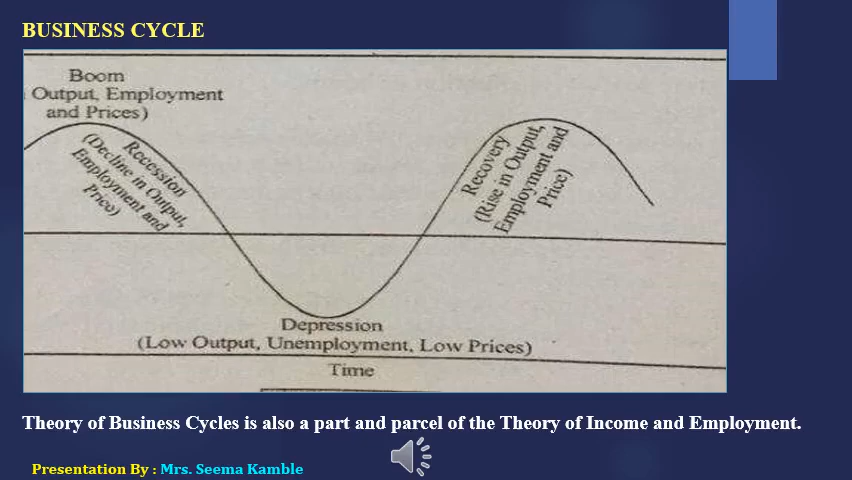 BUSINESS CYCLE
Boom
Output, Employment
and Prices)
Recession
(Decline in Output,
Employment and
Price)
Recovery
(Rise in Output,
Employment and
Price)
Depression
(Low Output, Unemployment, Low Prices)
Time
Theory of Business Cycles is also a part and parcel of the Theory of Income and Employment.
Presentation By : Mrs. Seema Kamble